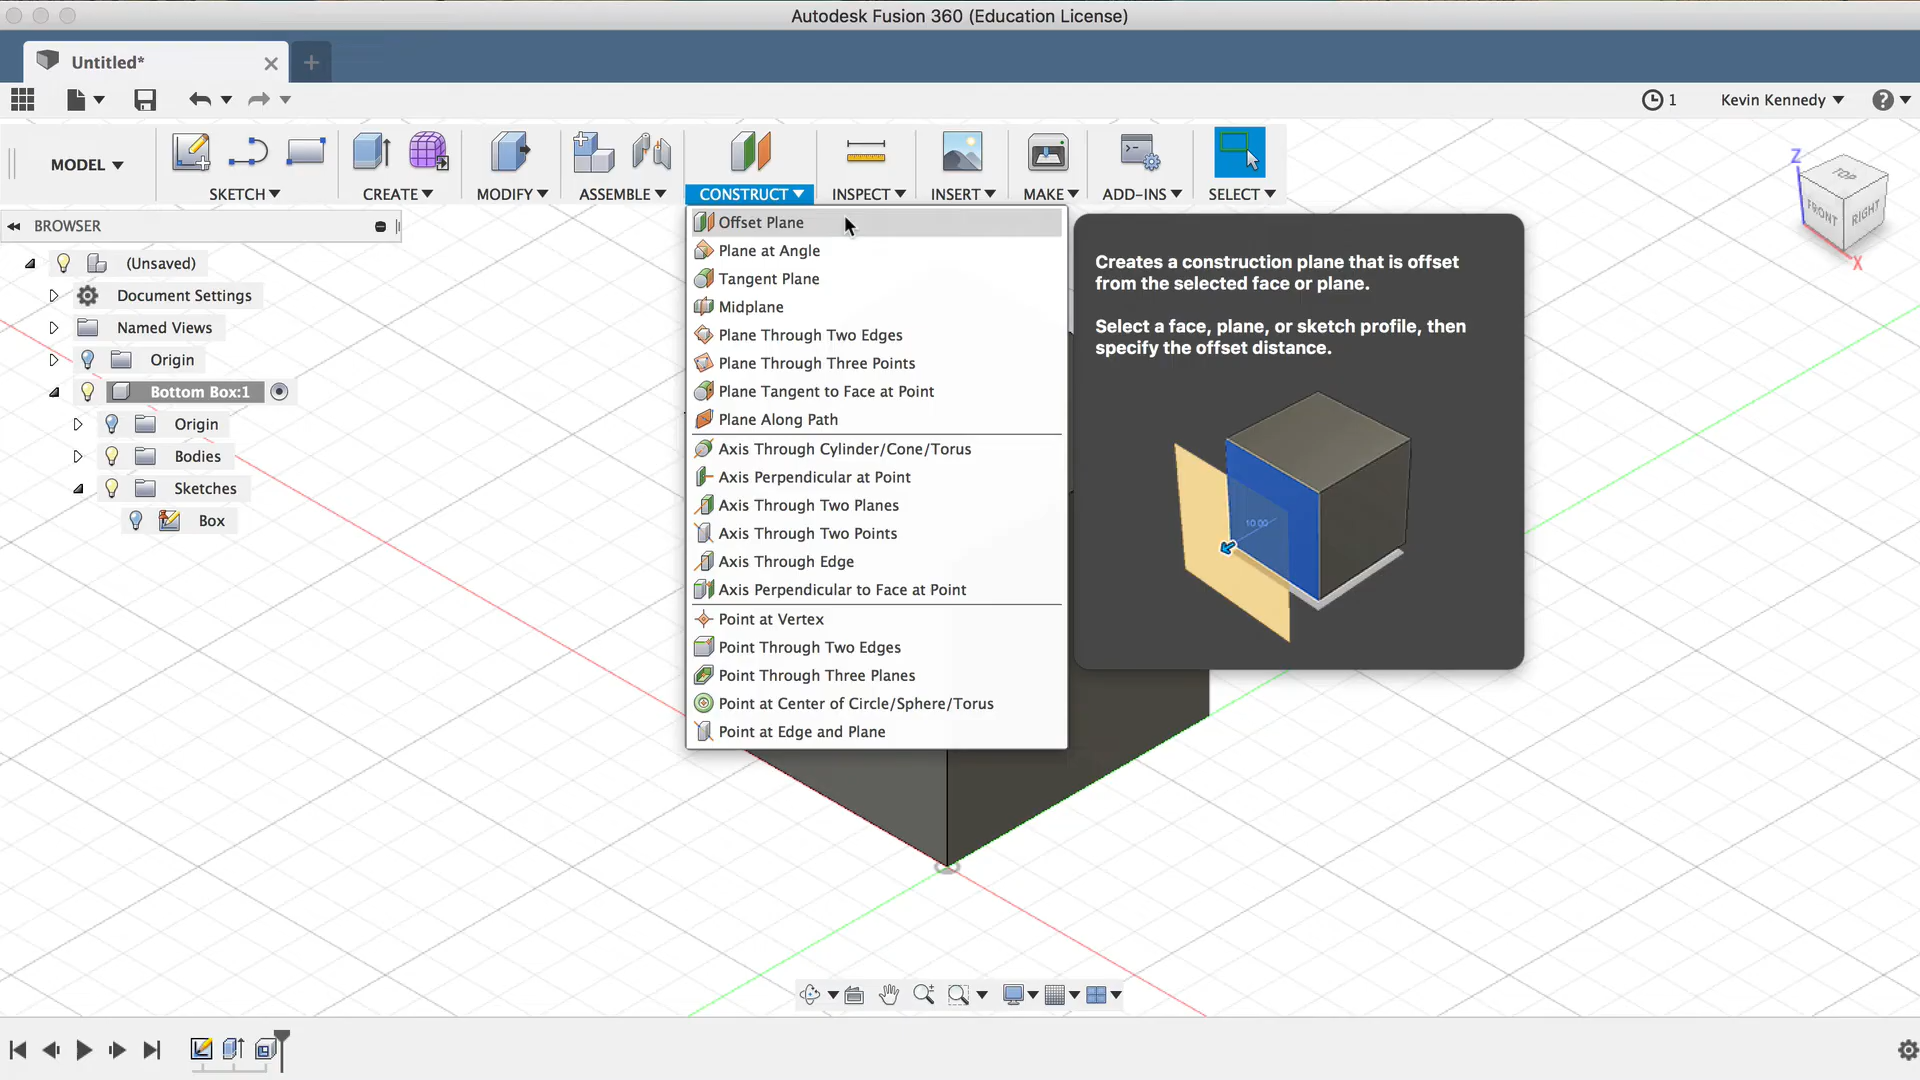 Autodesk Fusion 360 (Education License)
Untitled*
1
Kevin Kennedy
?
MODEL
SKETCH
CREATE
MODIFY
ASSEMBLE
CONSTRUCT
INSPECT
INSERT
MAKE
ADD-INS
SELECT
BROWSER
(Unsaved)
Document Settings
Named Views
Origin
Bottom Box:1
Origin
Bodies
Sketches
Box
Offset Plane
Plane at Angle
Tangent Plane
Midplane
Plane Through Two Edges
Plane Through Three Points
Plane Tangent to Face at Point
Plane Along Path
Axis Through Cylinder/Cone/Torus
Axis Perpendicular at Point
Axis Through Two Planes
Axis Through Two Points
Axis Through Edge
Axis Perpendicular to Face at Point
Point at Vertex
Point Through Two Edges
Point Through Three Planes
Point at Center of Circle/Sphere/Torus
Point at Edge and Plane
Creates a construction plane that is offset
from the selected face or plane.
Select a face, plane, or sketch profile, then
specify the offset distance.
10.00
Z
TOP
FRONT
RIGHT
X